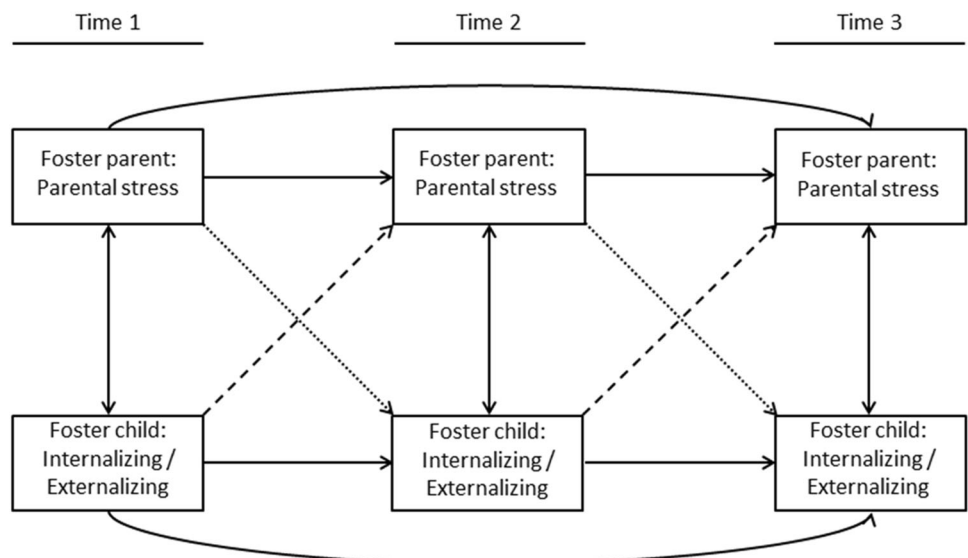 Time 1
Time 2
Time 3
Foster parent:
Parental stress
Foster parent:
Parental stress
Foster parent:
Parental stress
Foster child:
Internalizing /
Externalizing
Foster child:
Internalizing /
Externalizing
Foster child:
Internalizing /
Externalizing